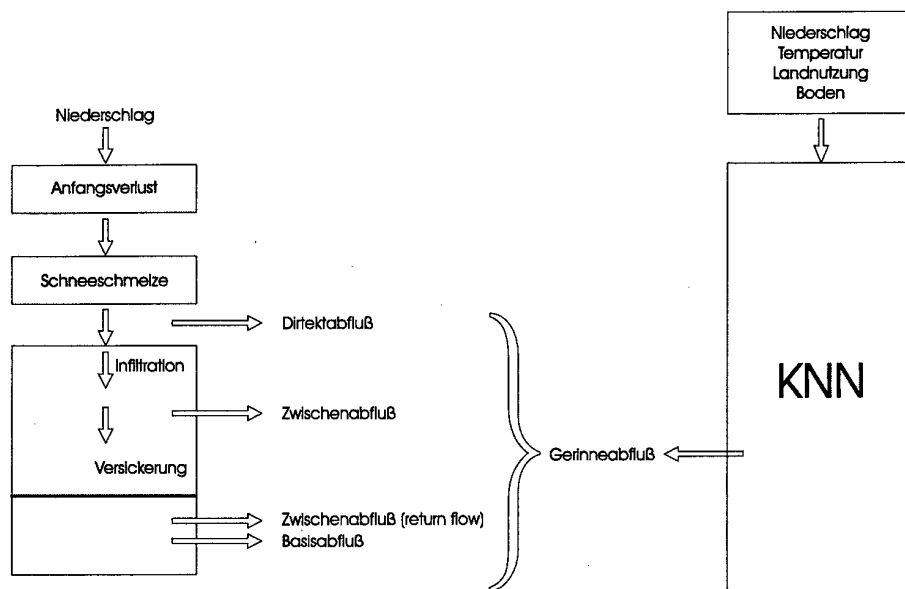 Niederschlag
Anfangsverlust
Schneeschmelze
Dirtektabfluß
Infiltration
Zwischenabfluß
Versickerung
Zwischenabfluß (return flow)
Basisabfluß
Gerinneabfluß
Niederschlag
Temperatur
Landnutzung
Boden
KNN